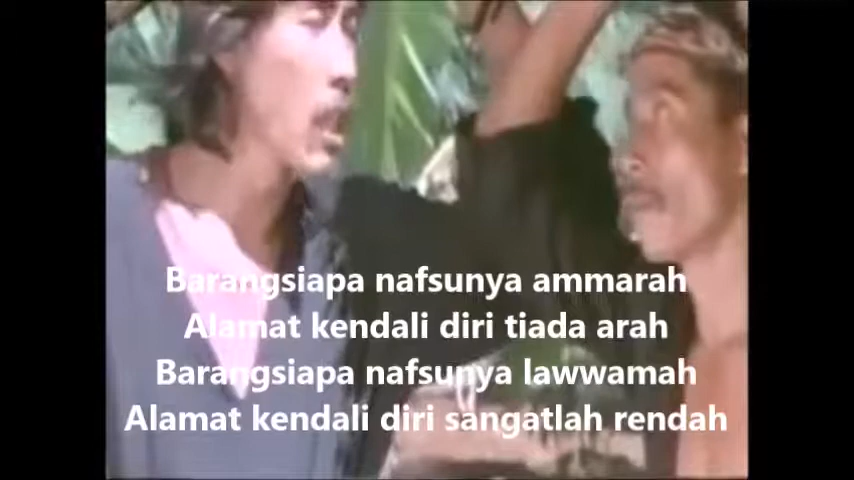 Barangsiapa nafsunya ammarah
Alamat kendali diri tiada arah
Barangsiapa nafsunya lawwamah
Alamat kendali diri sangatlah rendah